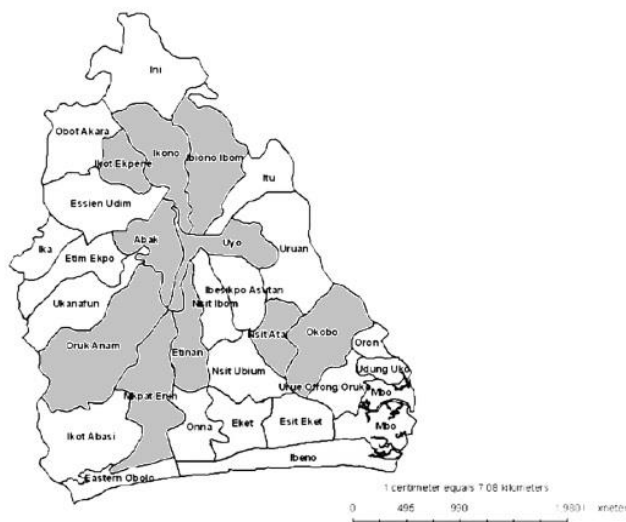 Ini
Obot Akara
Ikono
Ikot Ekpene
Ibiono Ibom
Itu
Essien Udim
Abak
Uyo
Uruan
Ika
Etim Ekpo
Ibesikpo Asutan
Ukanafun
Nsit Ibom
Oruk Anam
Etinan
Nsit Atai
Okobo
Oron
Nsit Ubium
Udung Uko
Urue Offong Oruk
Mkpat Enin
Mbo
Onna
Eket
Esit Eket
Mbo
Ikot Abasi
Ibeno
Eastern Obolo
1 centimeter equals 7.08 kilometers
0 495 990